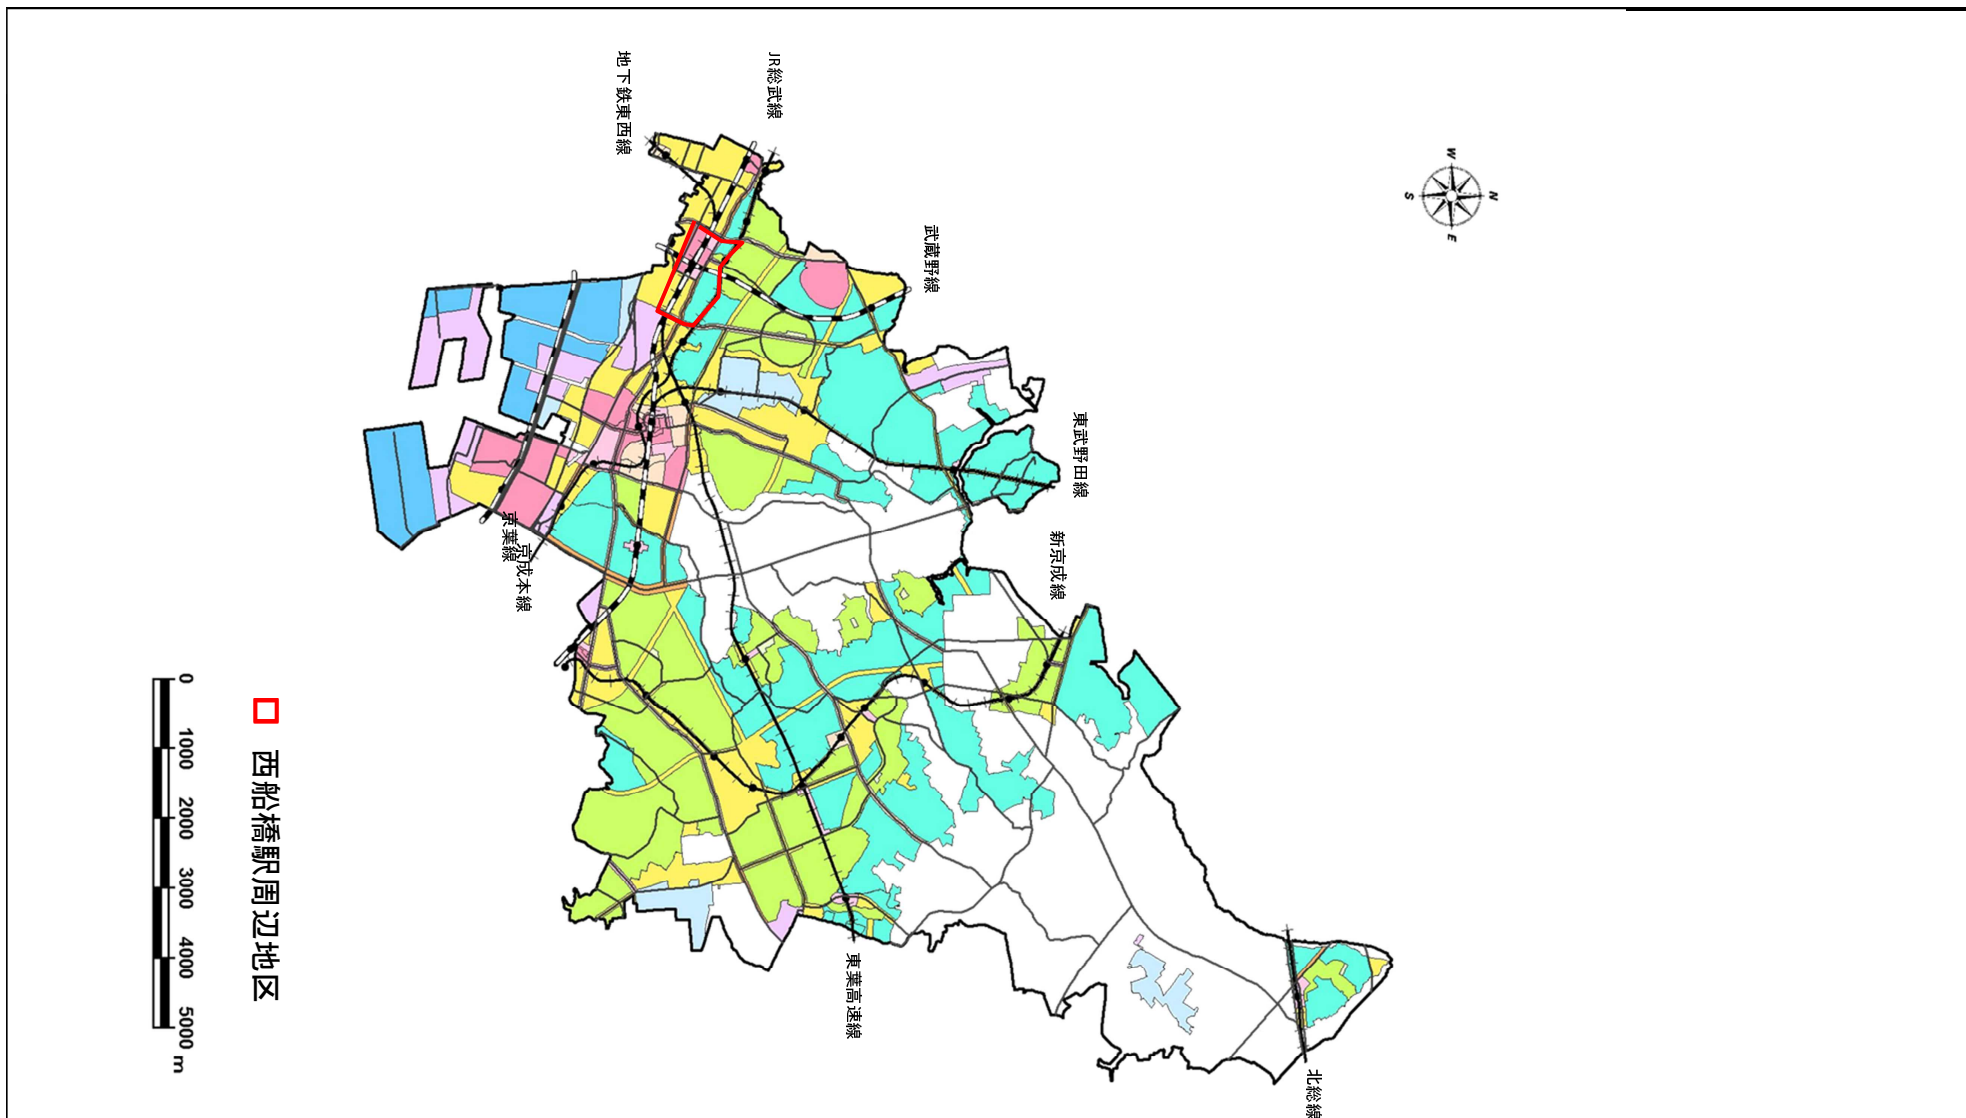 地下鉄東西線
JR総武線
武蔵野線
東武野田線
新京成線
京葉線
京成本線
東葉高速線
北総線
W
N
S
E
西船橋駅周辺地区
0
1000
2000
3000
4000
5000 m